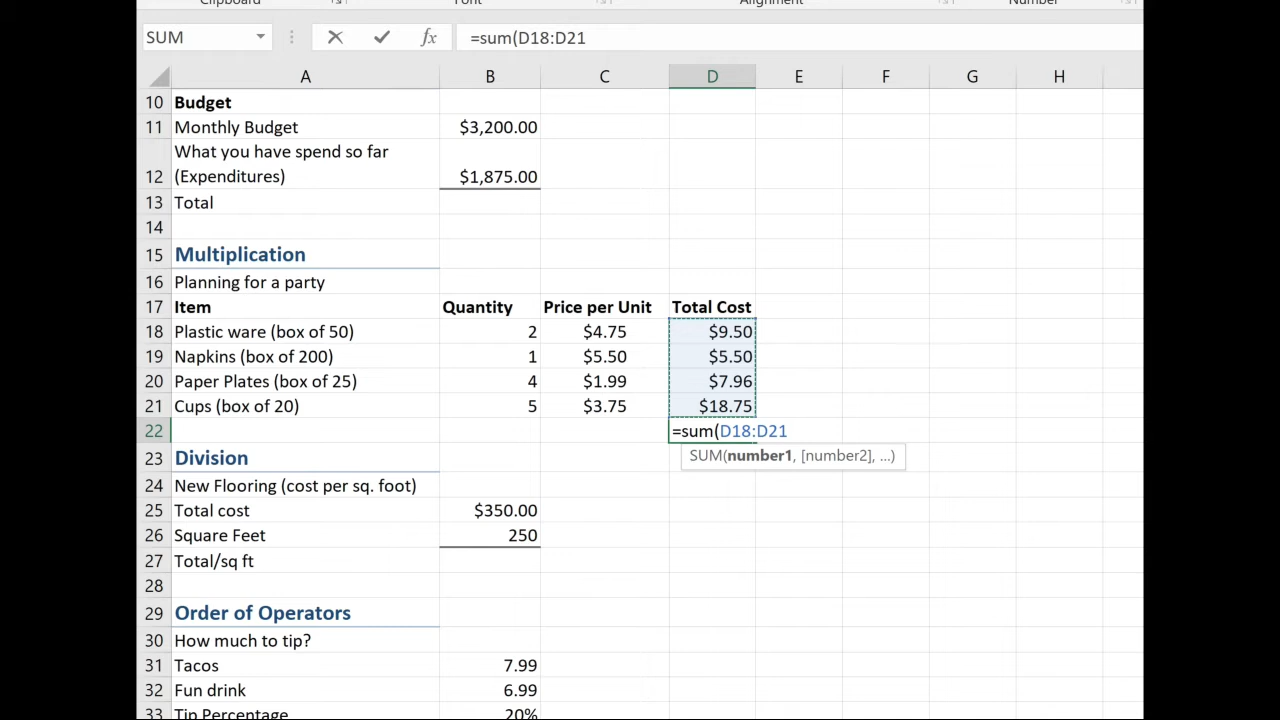 Clipboard Font Alignment Number
SUM fx =sum(D18:D21
A B C D E F G H
10 Budget
11 Monthly Budget $3,200.00
What you have spend so far
12 (Expenditures) $1,875.00
13 Total
14
15 Multiplication
16 Planning for a party
17 Item Quantity Price per Unit Total Cost
18 Plastic ware (box of 50) 2 $4.75 $9.50
19 Napkins (box of 200) 1 $5.50 $5.50
20 Paper Plates (box of 25) 4 $1.99 $7.96
21 Cups (box of 20) 5 $3.75 $18.75
22 =sum(D18:D21
SUM(number1, [number2], ...)
23 Division
24 New Flooring (cost per sq. foot)
25 Total cost $350.00
26 Square Feet 250
27 Total/sq ft
28
29 Order of Operators
30 How much to tip?
31 Tacos 7.99
32 Fun drink 6.99
33 Tip Percentage 20%